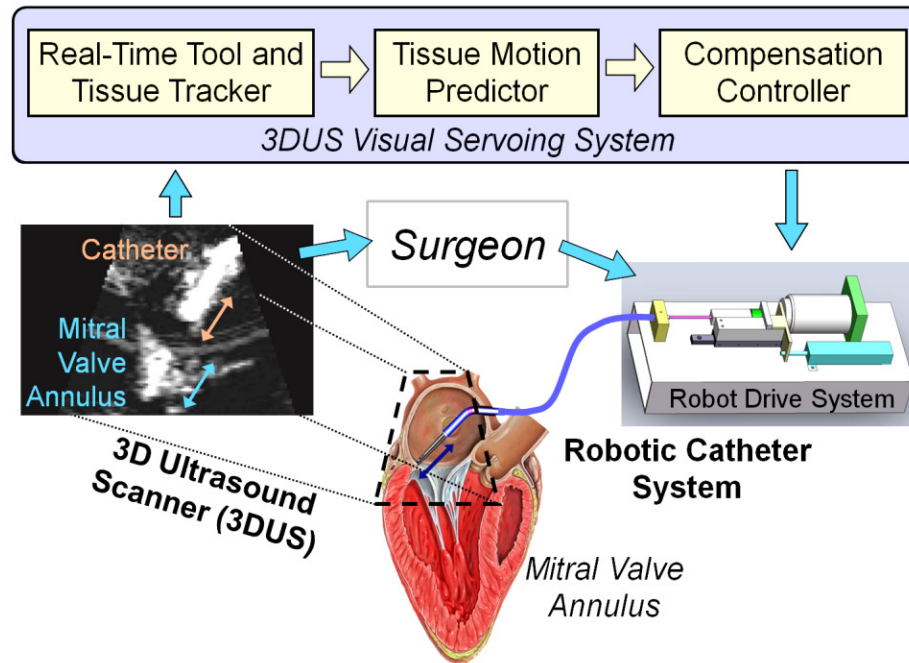 Real-Time Tool and
Tissue Tracker
Tissue Motion
Predictor
Compensation
Controller
3DUS Visual Servoing System
Catheter
Mitral
Valve
Annulus
Surgeon
Robot Drive System
3D Ultrasound
Scanner (3DUS)
Robotic Catheter
System
Mitral Valve
Annulus